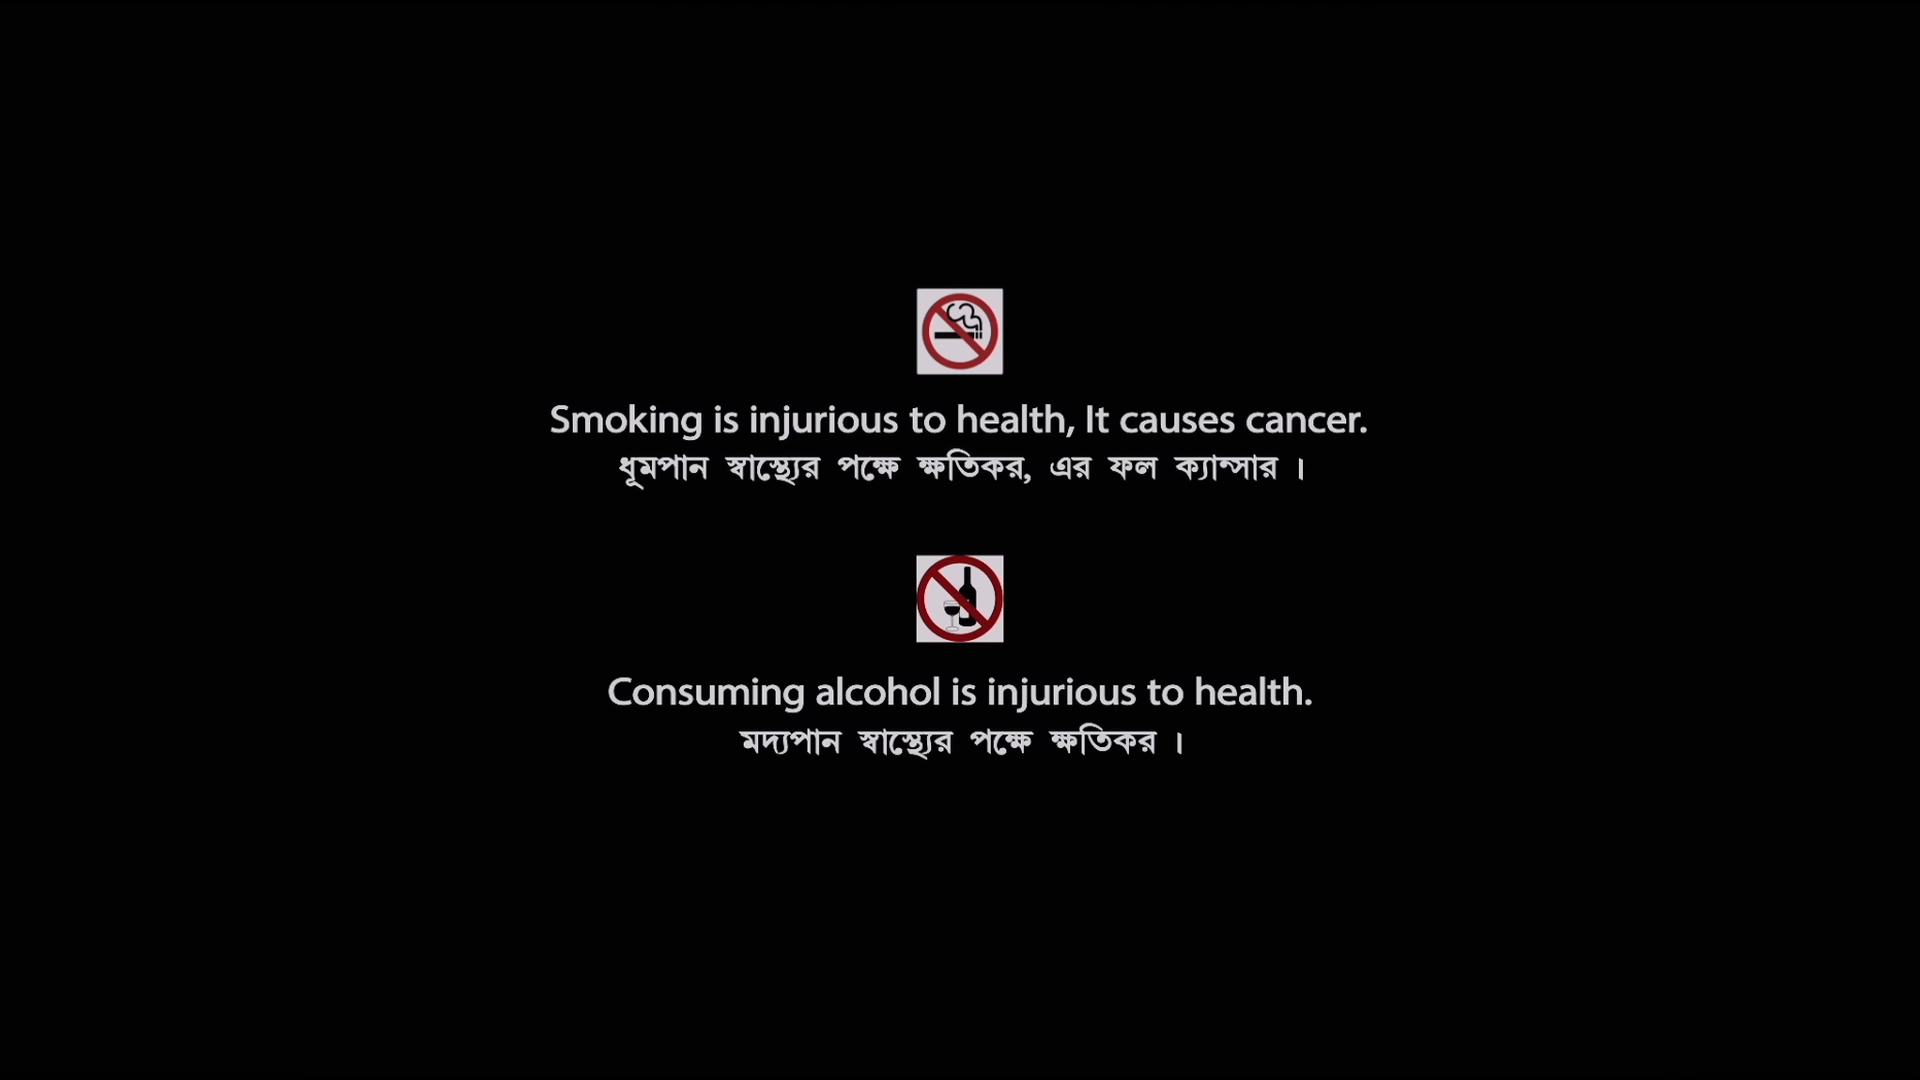 Smoking is injurious to health, It causes cancer.
ধূমপান স্বাস্থ্যের পক্ষে ক্ষতিকর, এর ফল ক্যান্সার ।
Consuming alcohol is injurious to health.
মদ্যপান স্বাস্থ্যের পক্ষে ক্ষতিকর ।